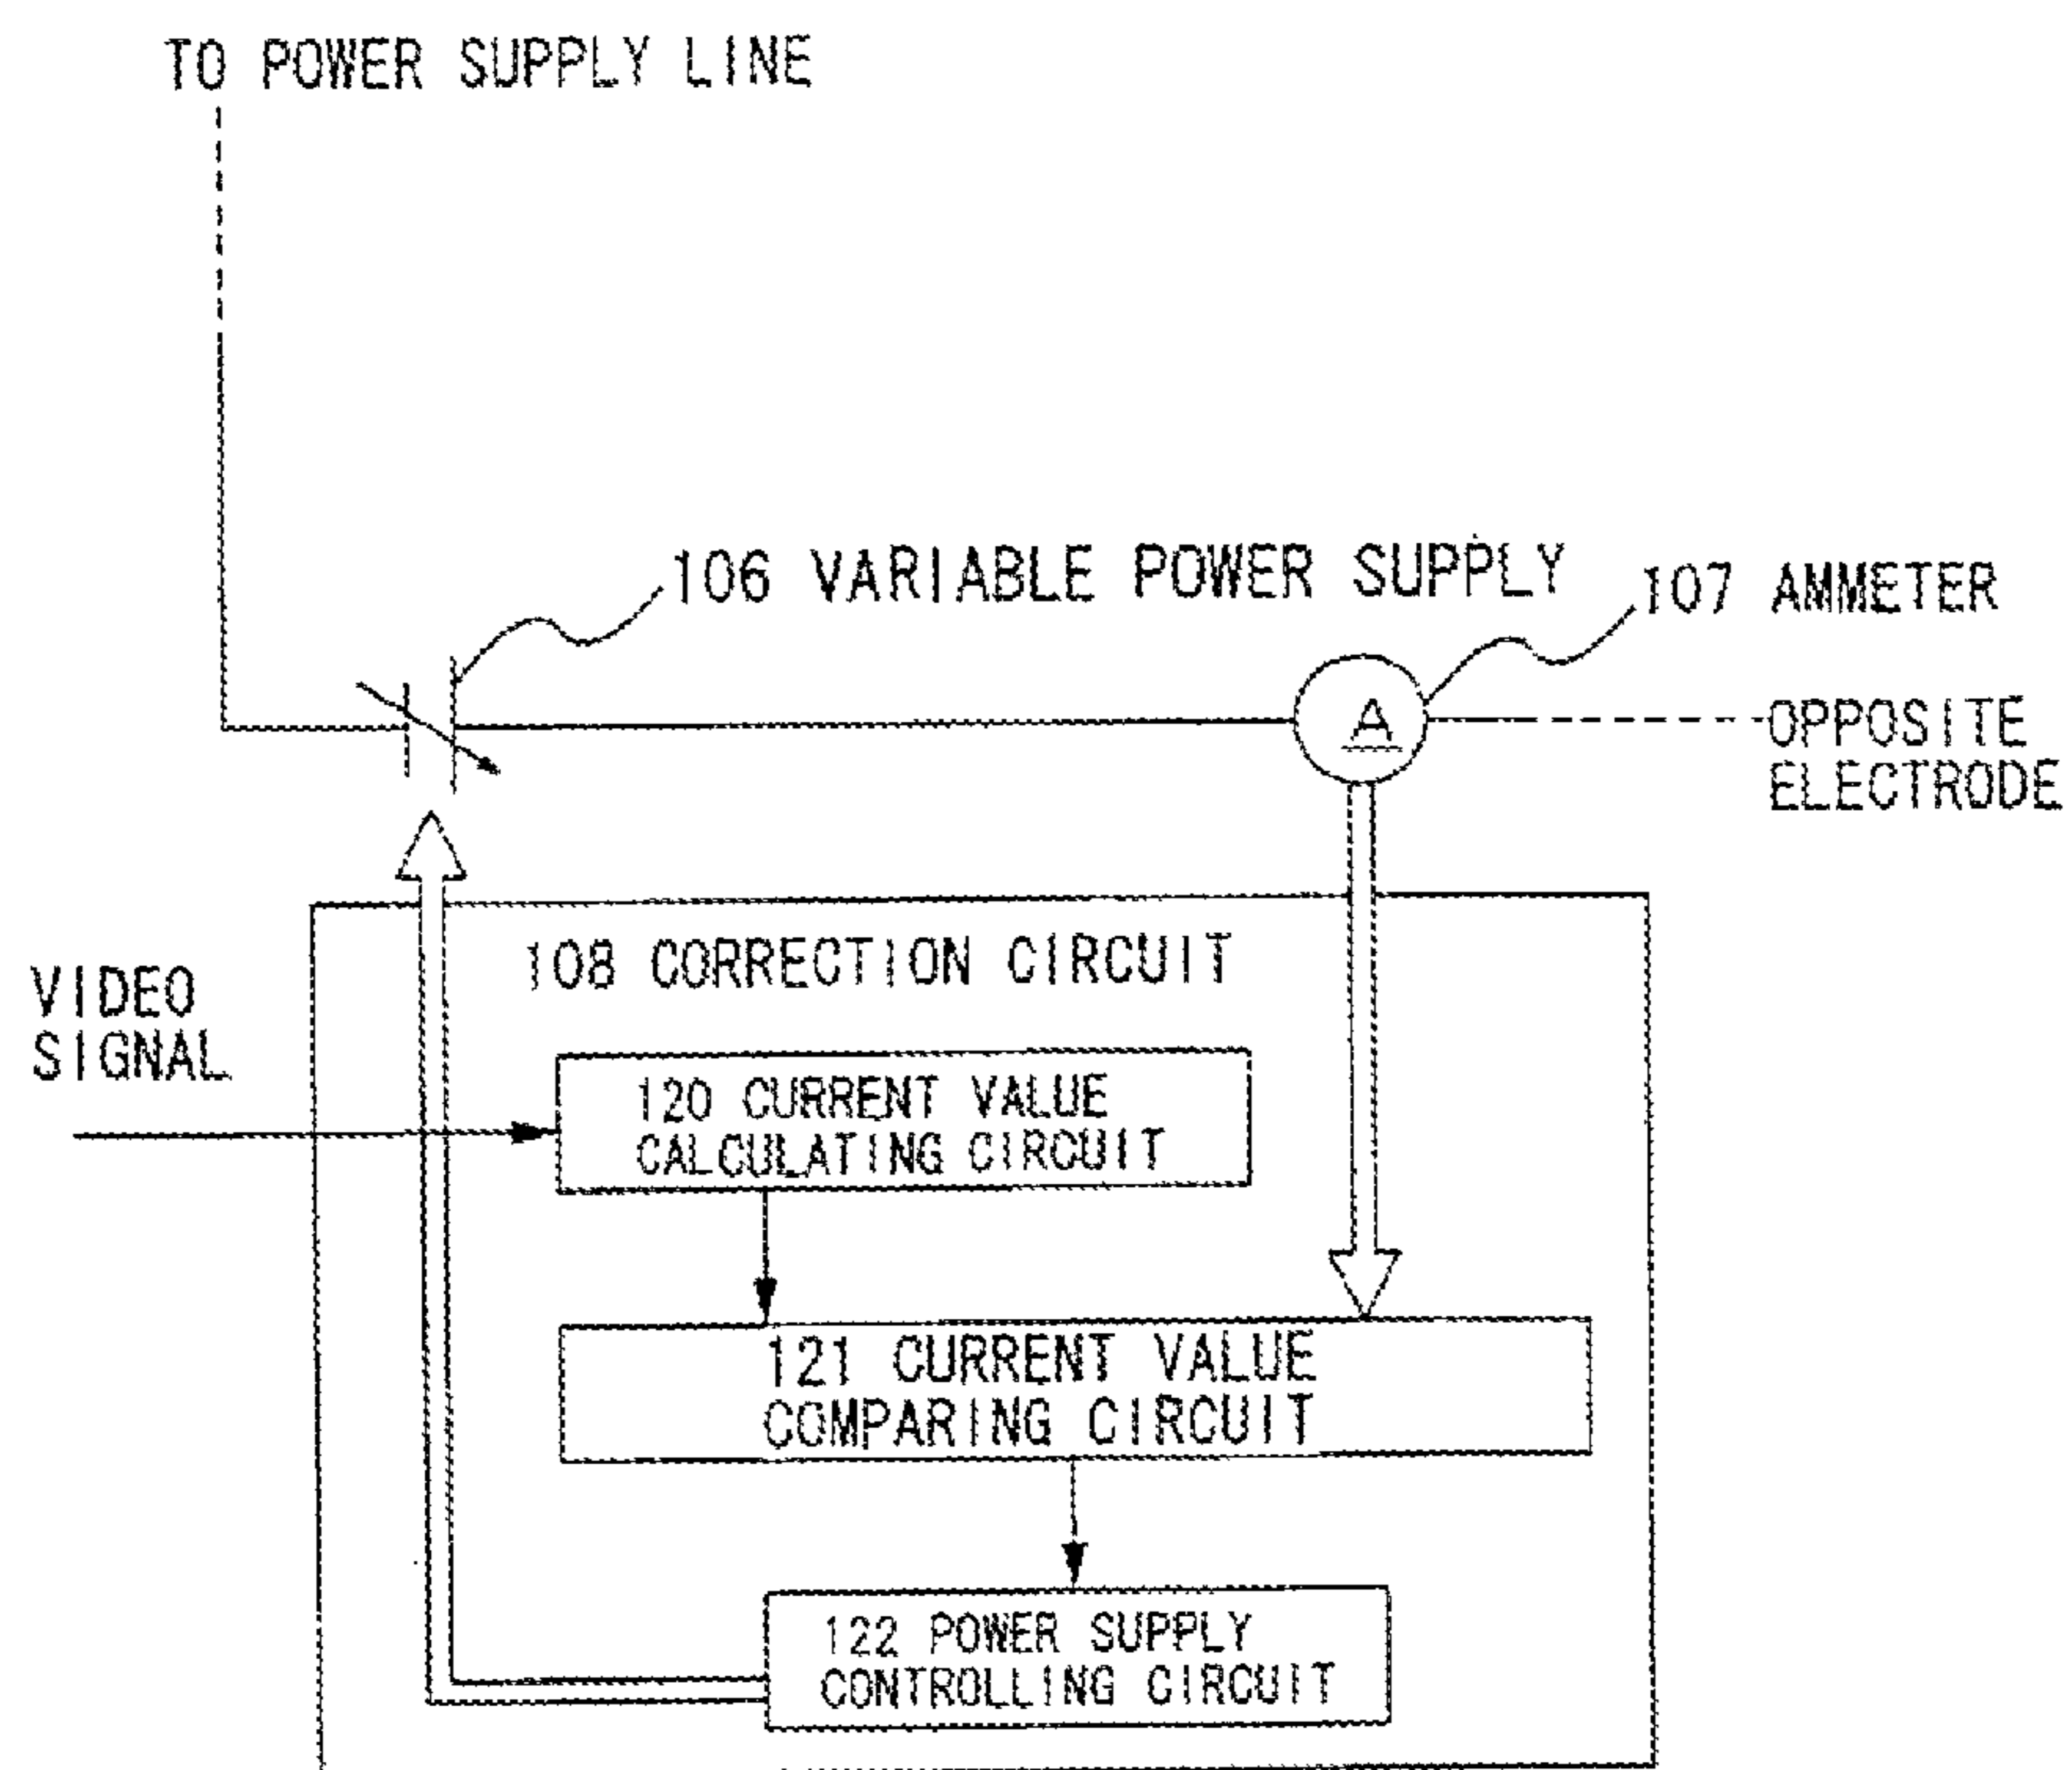 TO POWER SUPPLY LINE
106 VARIABLE POWER SUPPLY
107 AMMETER
A
OPPOSITE
ELECTRODE
108 CORRECTION CIRCUIT
VIDEO
SIGNAL
120 CURRENT VALUE
CALCULATING CIRCUIT
121 CURRENT VALUE
COMPARING CIRCUIT
122 POWER SUPPLY
CONTROLLING CIRCUIT